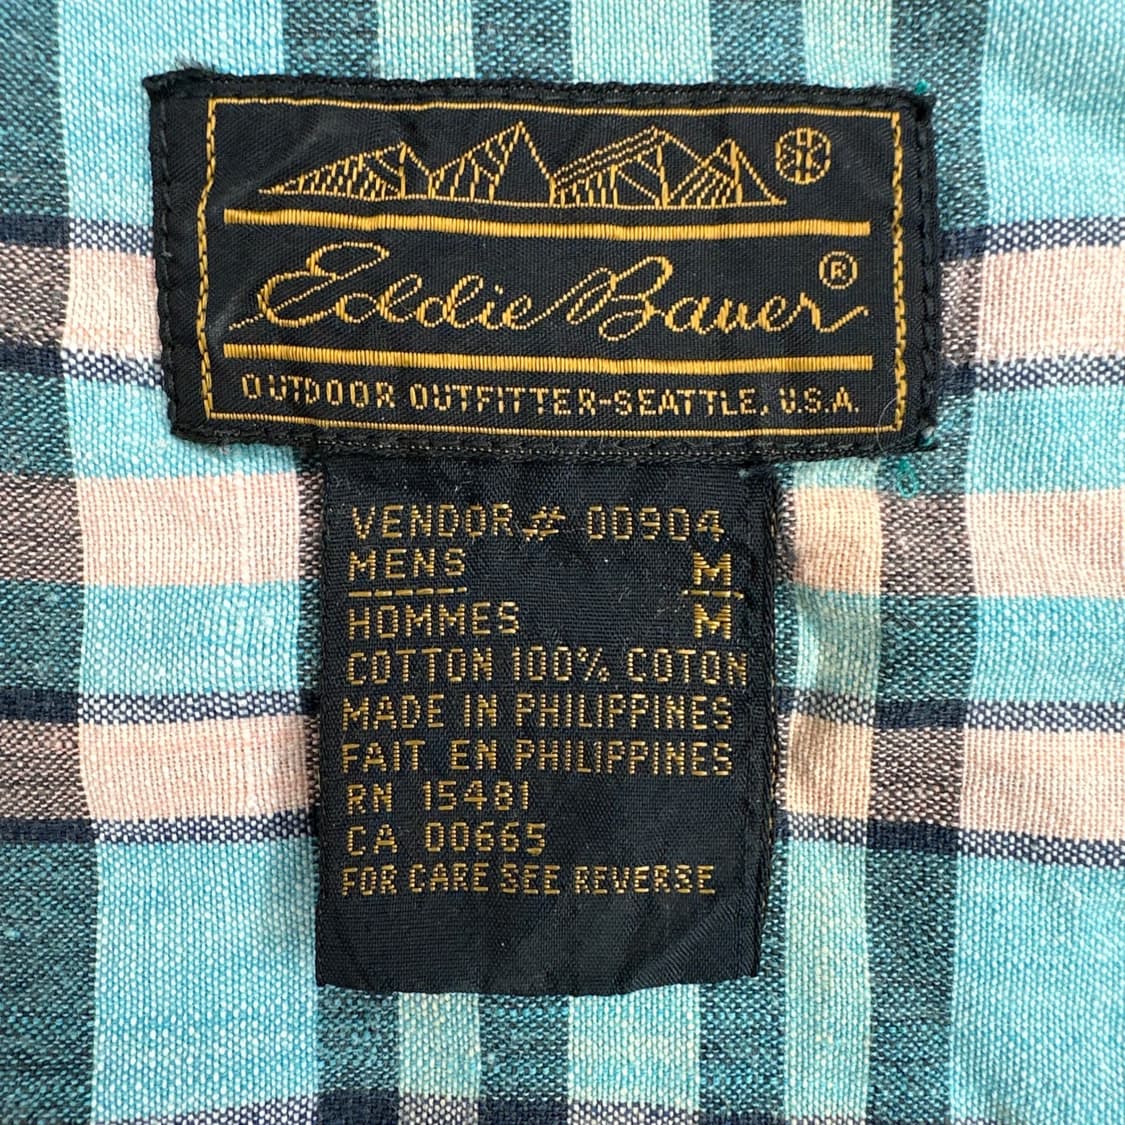 Eddie Bauer ®
OUTDOOR OUTFITTER-SEATTLE, U.S.A.
VENDOR # 00904
MENS M
HOMMES M
COTTON 100% COTON
MADE IN PHILIPPINES
FAIT EN PHILIPPINES
RN 15481
CA 00665
FOR CARE SEE REVERSE